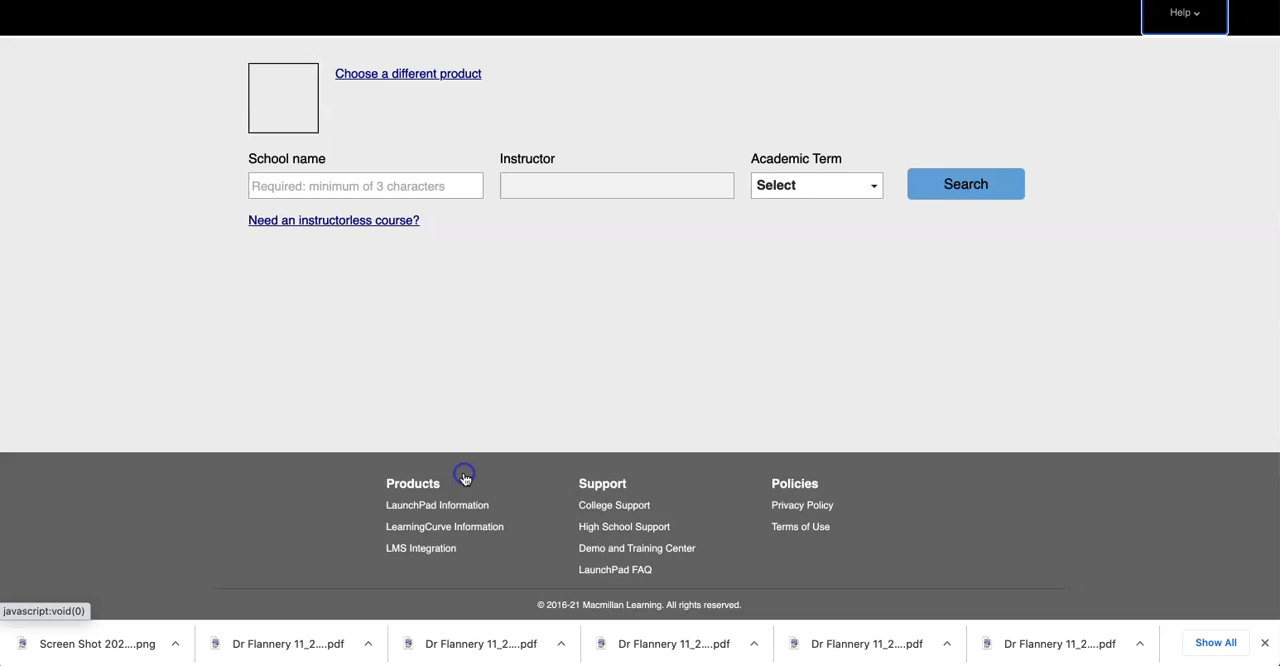 Help
Choose a different product
School name
Instructor
Academic Term
Required: minimum of 3 characters
Select
Search
Need an instructorless course?
Products
Support
Policies
LaunchPad Information
College Support
Privacy Policy
LearningCurve Information
High School Support
Terms of Use
LMS Integration
Demo and Training Center
LaunchPad FAQ
© 2016-21 Macmillan Learning. All rights reserved.
javascript:void(0)
Screen Shot 202....png
Dr Flannery 11_2....pdf
Dr Flannery 11_2....pdf
Dr Flannery 11_2....pdf
Dr Flannery 11_2....pdf
Dr Flannery 11_2....pdf
Show All